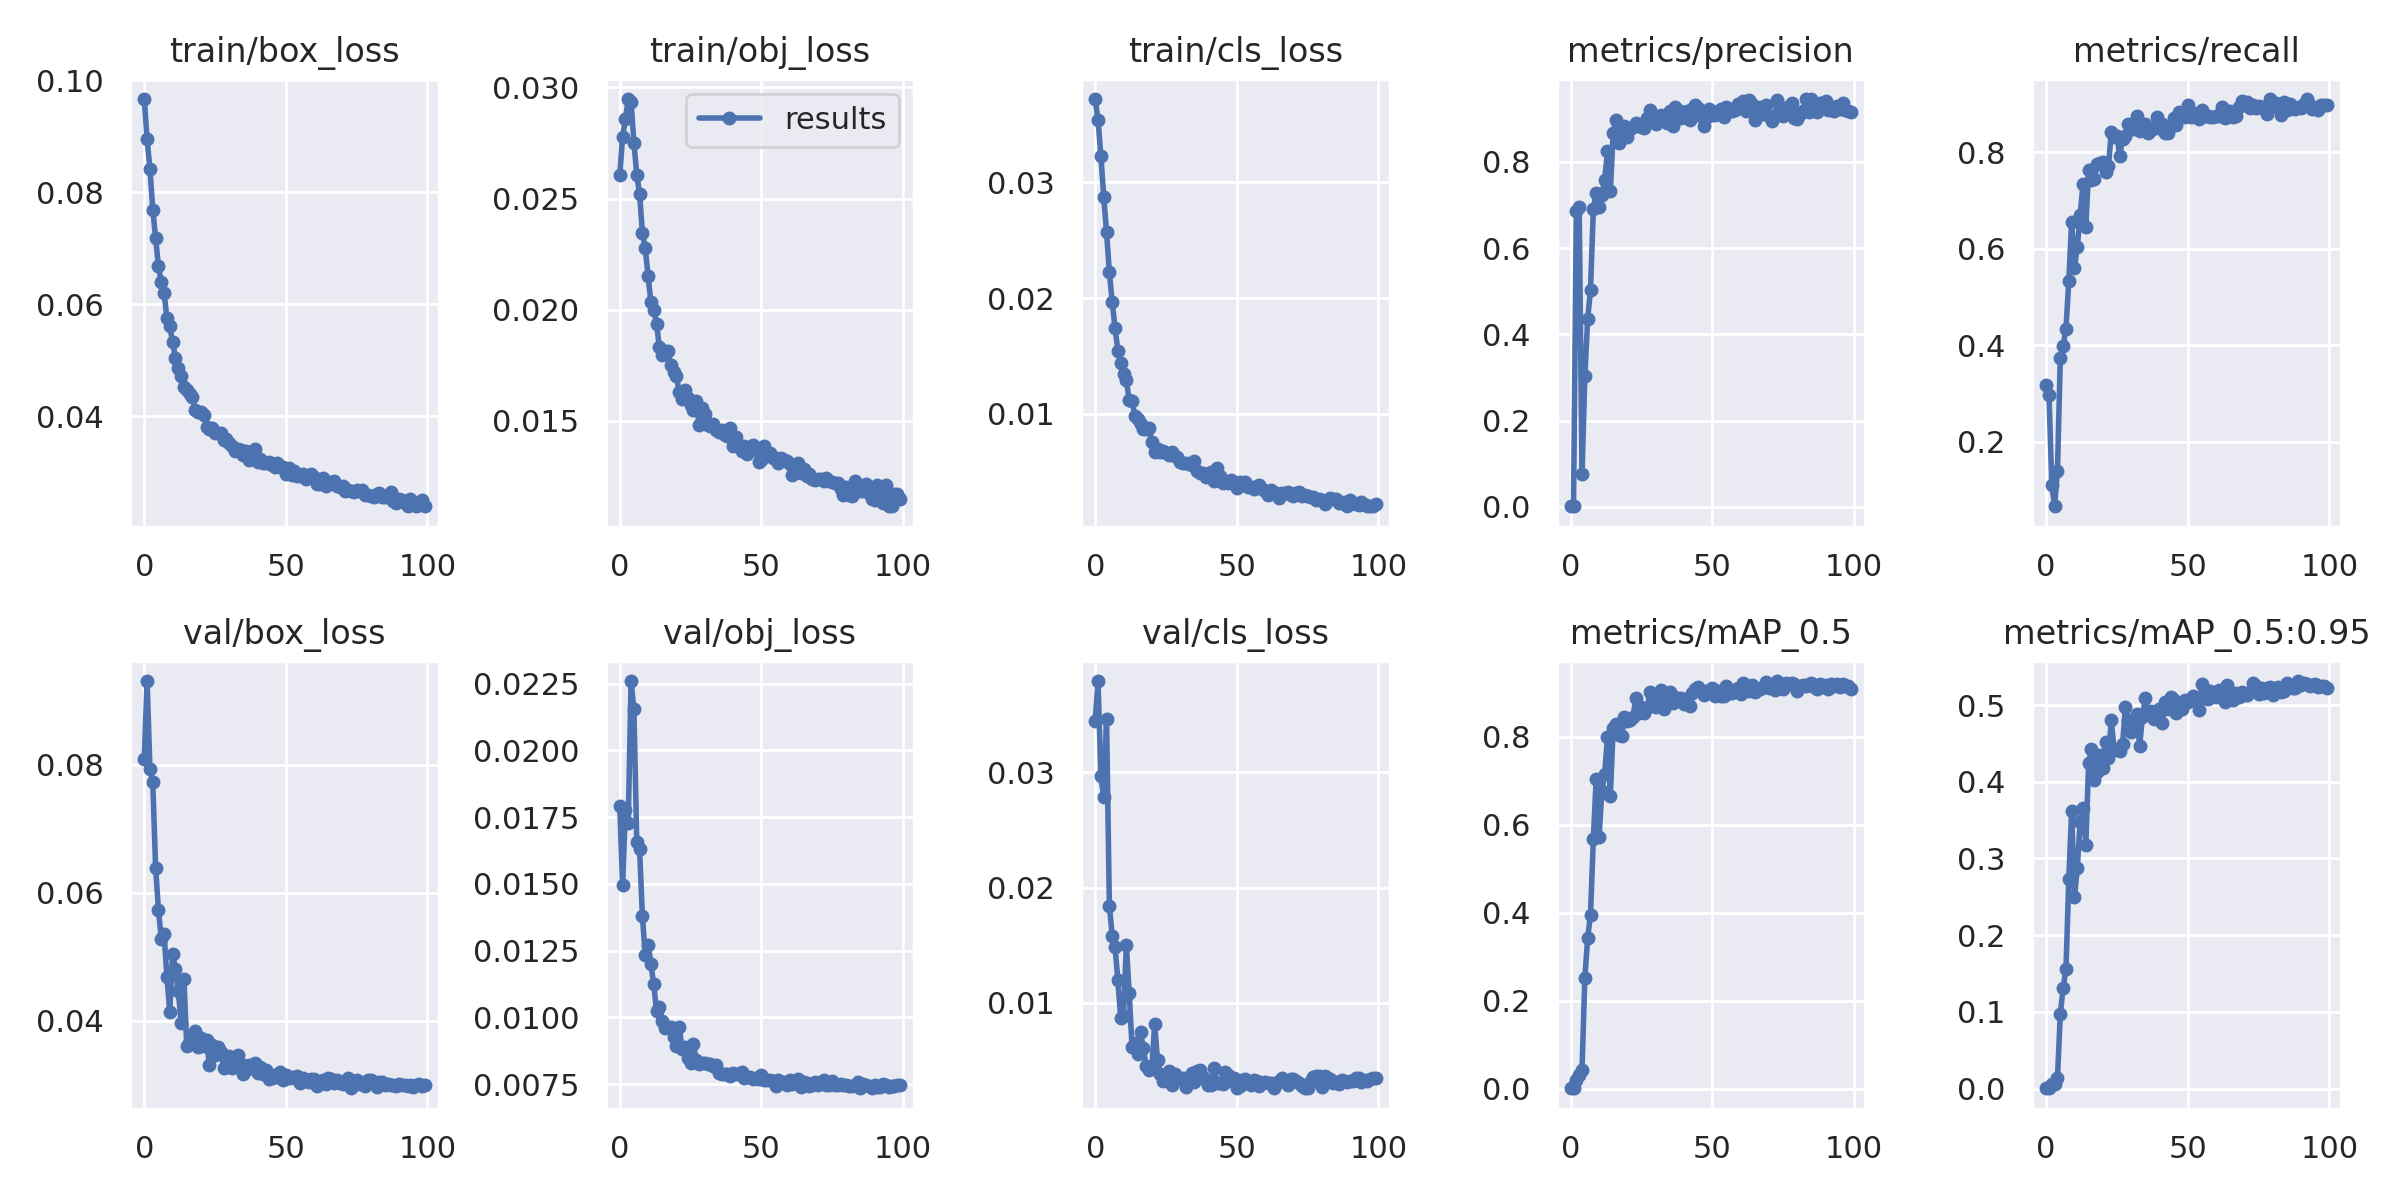 train/box_loss
0.10
0.08
0.06
0.04
0 50 100
train/obj_loss
results
0.030
0.025
0.020
0.015
0 50 100
train/cls_loss
0.03
0.02
0.01
0 50 100
metrics/precision
0.8
0.6
0.4
0.2
0.0
0 50 100
metrics/recall
0.8
0.6
0.4
0.2
0 50 100
val/box_loss
0.08
0.06
0.04
0 50 100
val/obj_loss
0.0225
0.0200
0.0175
0.0150
0.0125
0.0100
0.0075
0 50 100
val/cls_loss
0.03
0.02
0.01
0 50 100
metrics/mAP_0.5
0.8
0.6
0.4
0.2
0.0
0 50 100
metrics/mAP_0.5:0.95
0.5
0.4
0.3
0.2
0.1
0.0
0 50 100